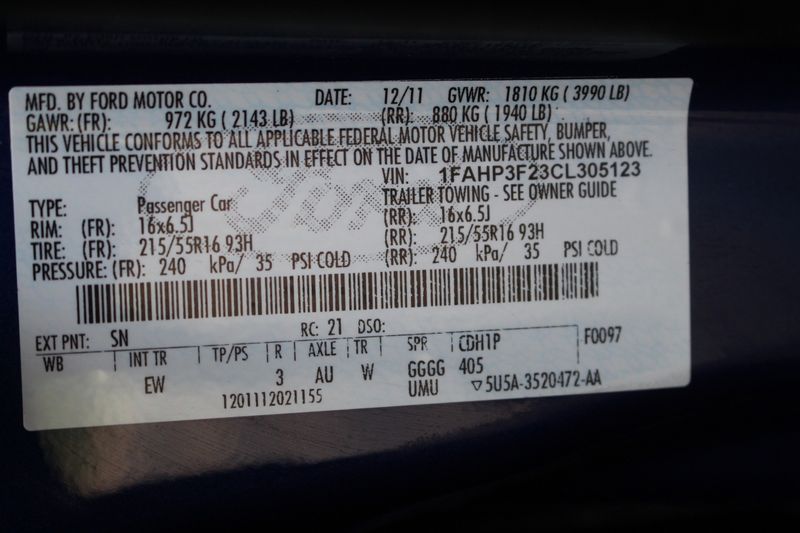 MFD. BY FORD MOTOR CO. DATE: 12/11 GVWR: 1810 KG ( 3990 LB)
GAWR: (FR): 972 KG ( 2143 LB) (RR): 880 KG ( 1940 LB)
THIS VEHICLE CONFORMS TO ALL APPLICABLE FEDERAL MOTOR VEHICLE SAFETY, BUMPER,
AND THEFT PREVENTION STANDARDS IN EFFECT ON THE DATE OF MANUFACTURE SHOWN ABOVE.
VIN: 1FAHP3F23CL305123
TYPE: Passenger Car TRAILER TOWING - SEE OWNER GUIDE
RIM: (FR): 16x6.5J (RR): 16x6.5J
TIRE: (FR): 215/55R16 93H (RR): 215/55R16 93H
PRESSURE: (FR): 240 kPa/ 35 PSI COLD (RR): 240 kPa/ 35 PSI COLD
EXT PNT: SN RC: 21 DSO:
WB INT TR TP/PS R AXLE TR SPR CDH1P F0097
EW 3 AU W GGGG 405
1201112021155 UMU ▽5U5A-3520472-AA
Ford